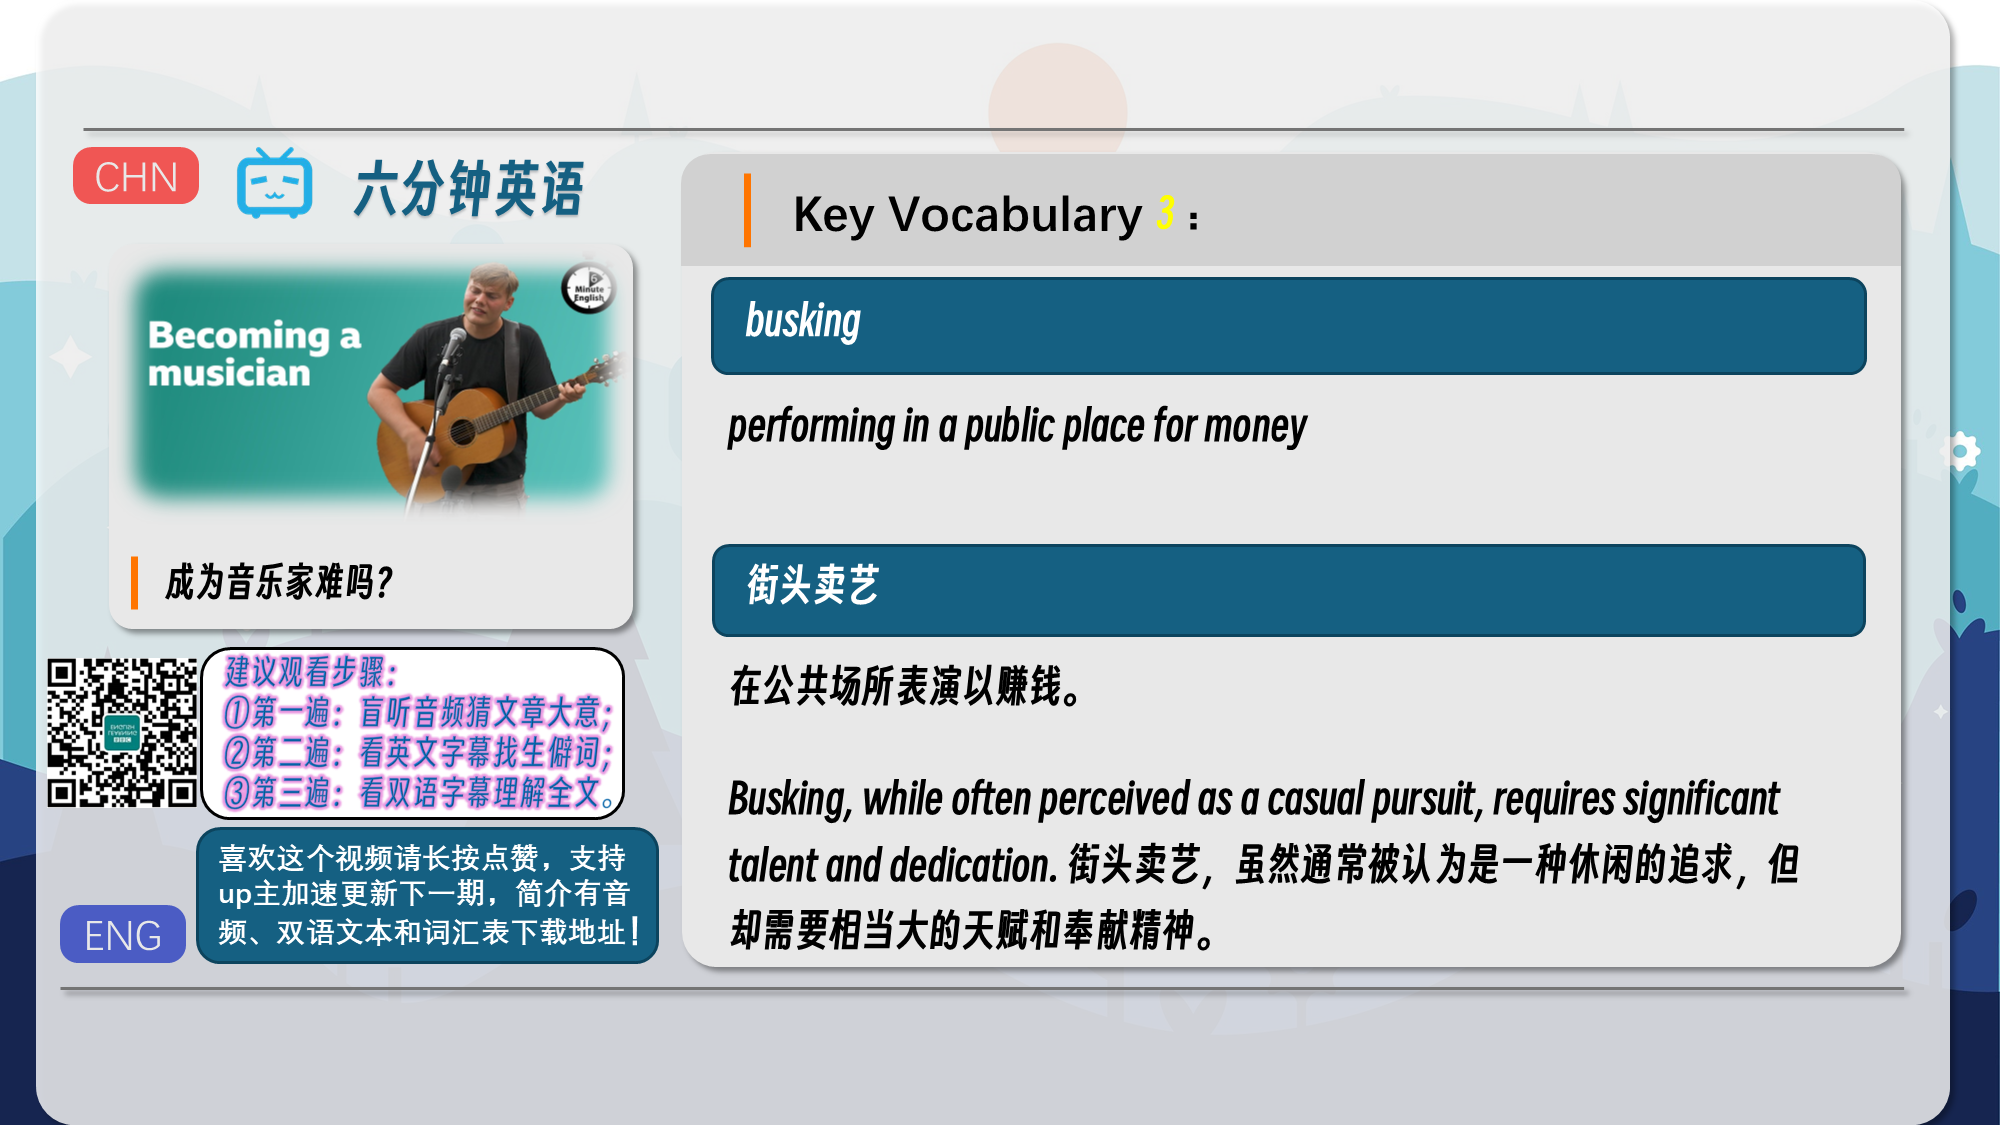 CHN
六分钟英语
6
Minute
English
Becoming a
musician
成为音乐家难吗?
建议观看步骤：
①第一遍：盲听音频猜文章大意；
②第二遍：看英文字幕找生僻词；
③第三遍：看双语字幕理解全文。
喜欢这个视频请长按点赞，支持
up主加速更新下一期，简介有音
频、双语文本和词汇表下载地址！
ENG
Key Vocabulary 3：
busking
performing in a public place for money
街头卖艺
在公共场所表演以赚钱。
Busking, while often perceived as a casual pursuit, requires significant
talent and dedication. 街头卖艺，虽然通常被认为是一种休闲的追求，但
却需要相当大的天赋和奉献精神。